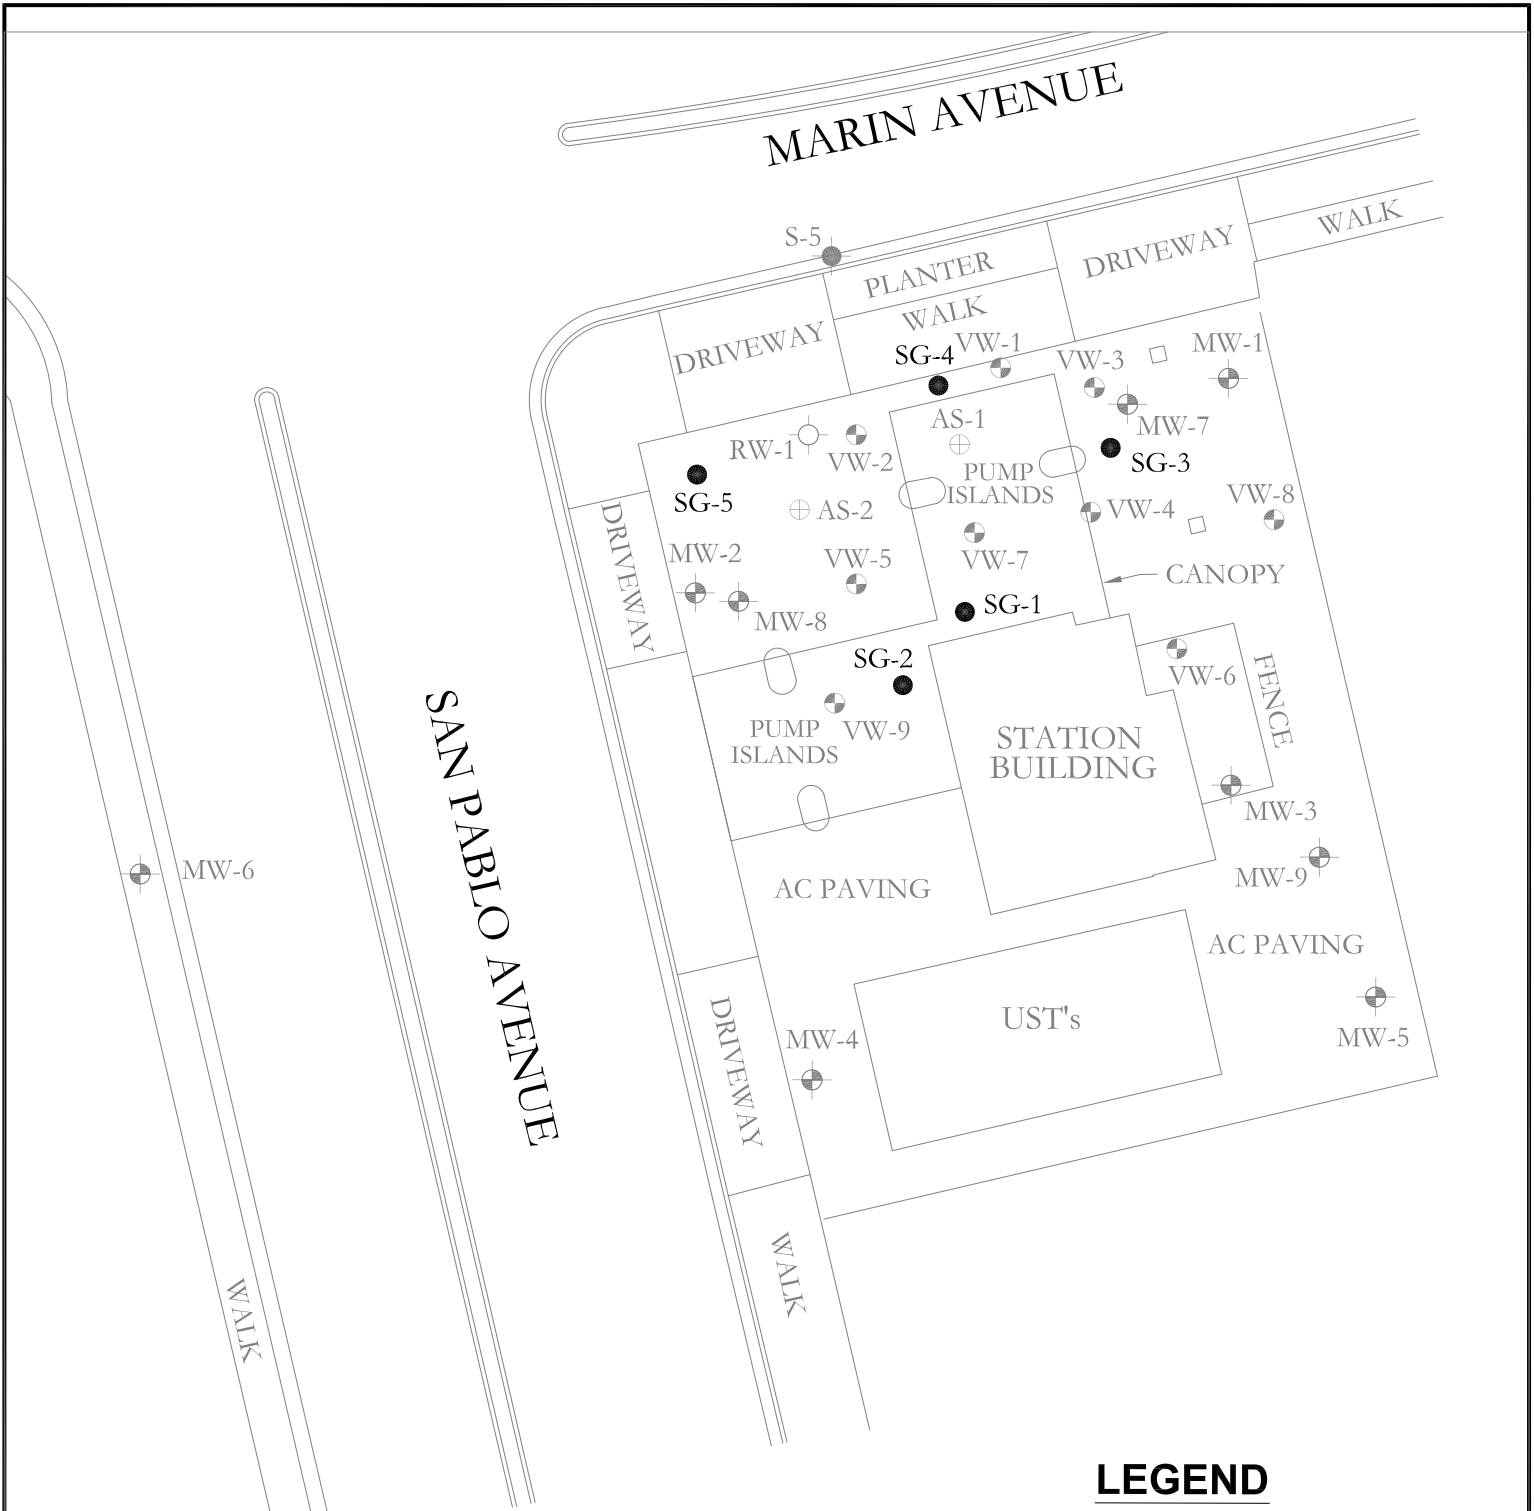 MARIN AVENUE
S-5
PLANTER
DRIVEWAY
WALK
WALK
DRIVEWAY
SG-4
VW-1
VW-3
MW-1
AS-1
MW-7
RW-1
VW-2
SG-3
PUMP
ISLANDS
SG-5
AS-2
VW-4
VW-8
DRIVEWAY
MW-2
VW-5
VW-7
CANOPY
SG-1
MW-8
SG-2
VW-6
FENCE
PUMP
ISLANDS
VW-9
STATION
BUILDING
SAN PABLO AVENUE
MW-3
MW-6
MW-9
AC PAVING
AC PAVING
DRIVEWAY
UST's
MW-4
MW-5
WALK
WALK
LEGEND